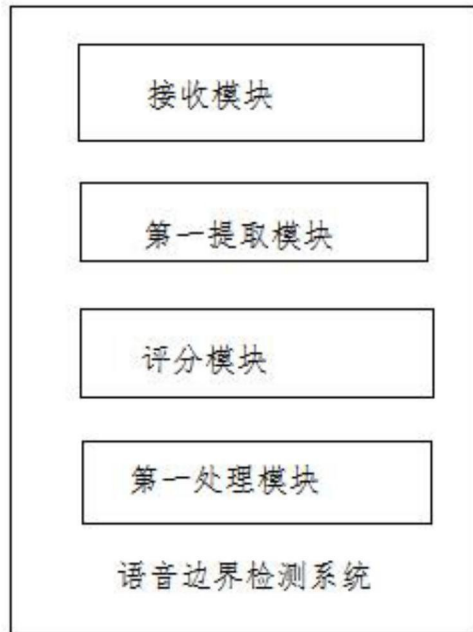 接收模块
第一提取模块
评分模块
第一处理模块
语音边界检测系统